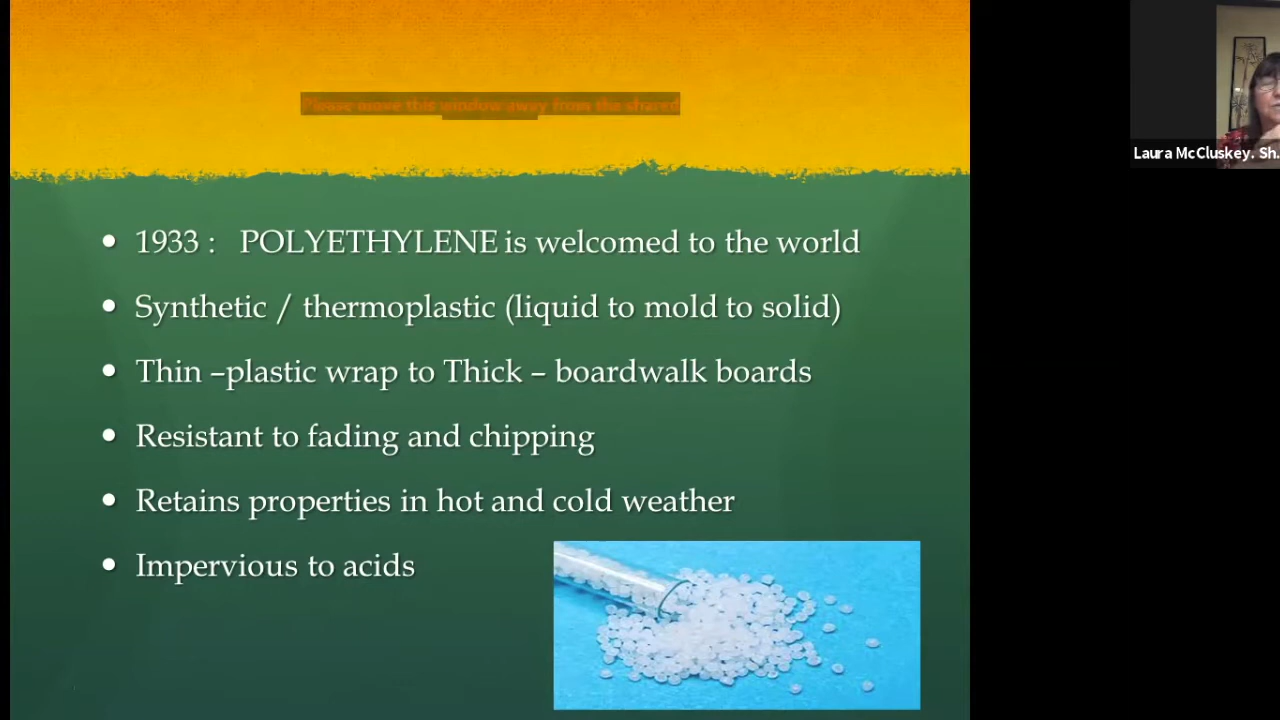 Please move this window away from the shared
1933 : POLYETHYLENE is welcomed to the world
Synthetic / thermoplastic (liquid to mold to solid)
Thin –plastic wrap to Thick – boardwalk boards
Resistant to fading and chipping
Retains properties in hot and cold weather
Impervious to acids
Laura McCluskey. Sh.